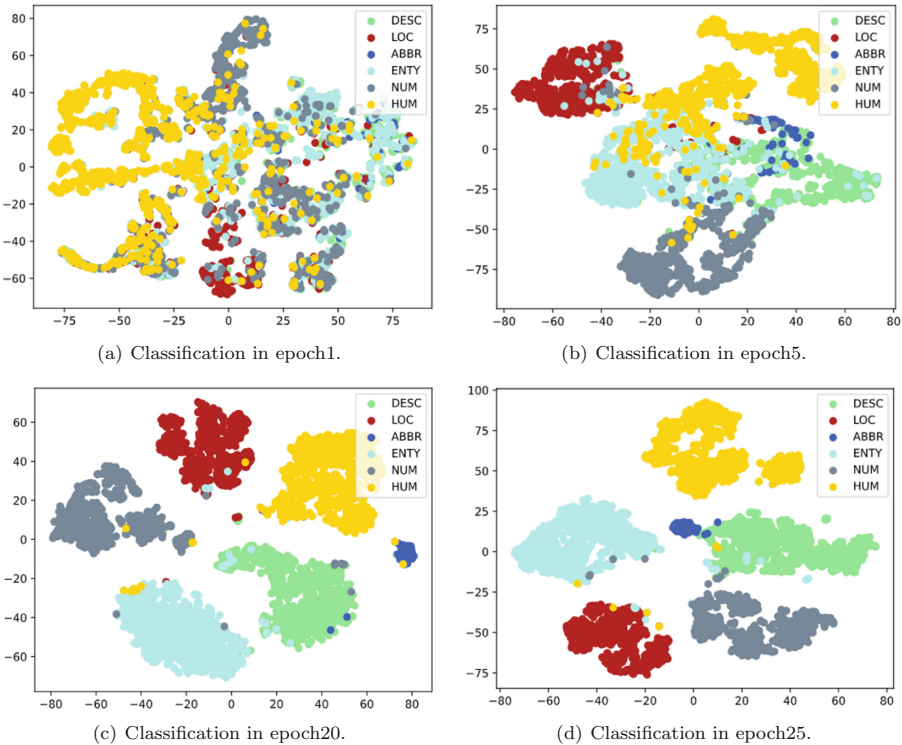 DESC
LOC
ABBR
ENTY
NUM
HUM
80
60
40
20
0
−20
−40
−60
−75 −50 −25 0 25 50 75
(a) Classification in epoch1.
DESC
LOC
ABBR
ENTY
NUM
HUM
75
50
25
0
−25
−50
−75
−80 −60 −40 −20 0 20 40 60 80
(b) Classification in epoch5.
DESC
LOC
ABBR
ENTY
NUM
HUM
60
40
20
0
−20
−40
−60
−80 −60 −40 −20 0 20 40 60 80
(c) Classification in epoch20.
DESC
LOC
ABBR
ENTY
NUM
HUM
100
75
50
25
0
−25
−50
−75
−80 −60 −40 −20 0 20 40 60 80
(d) Classification in epoch25.